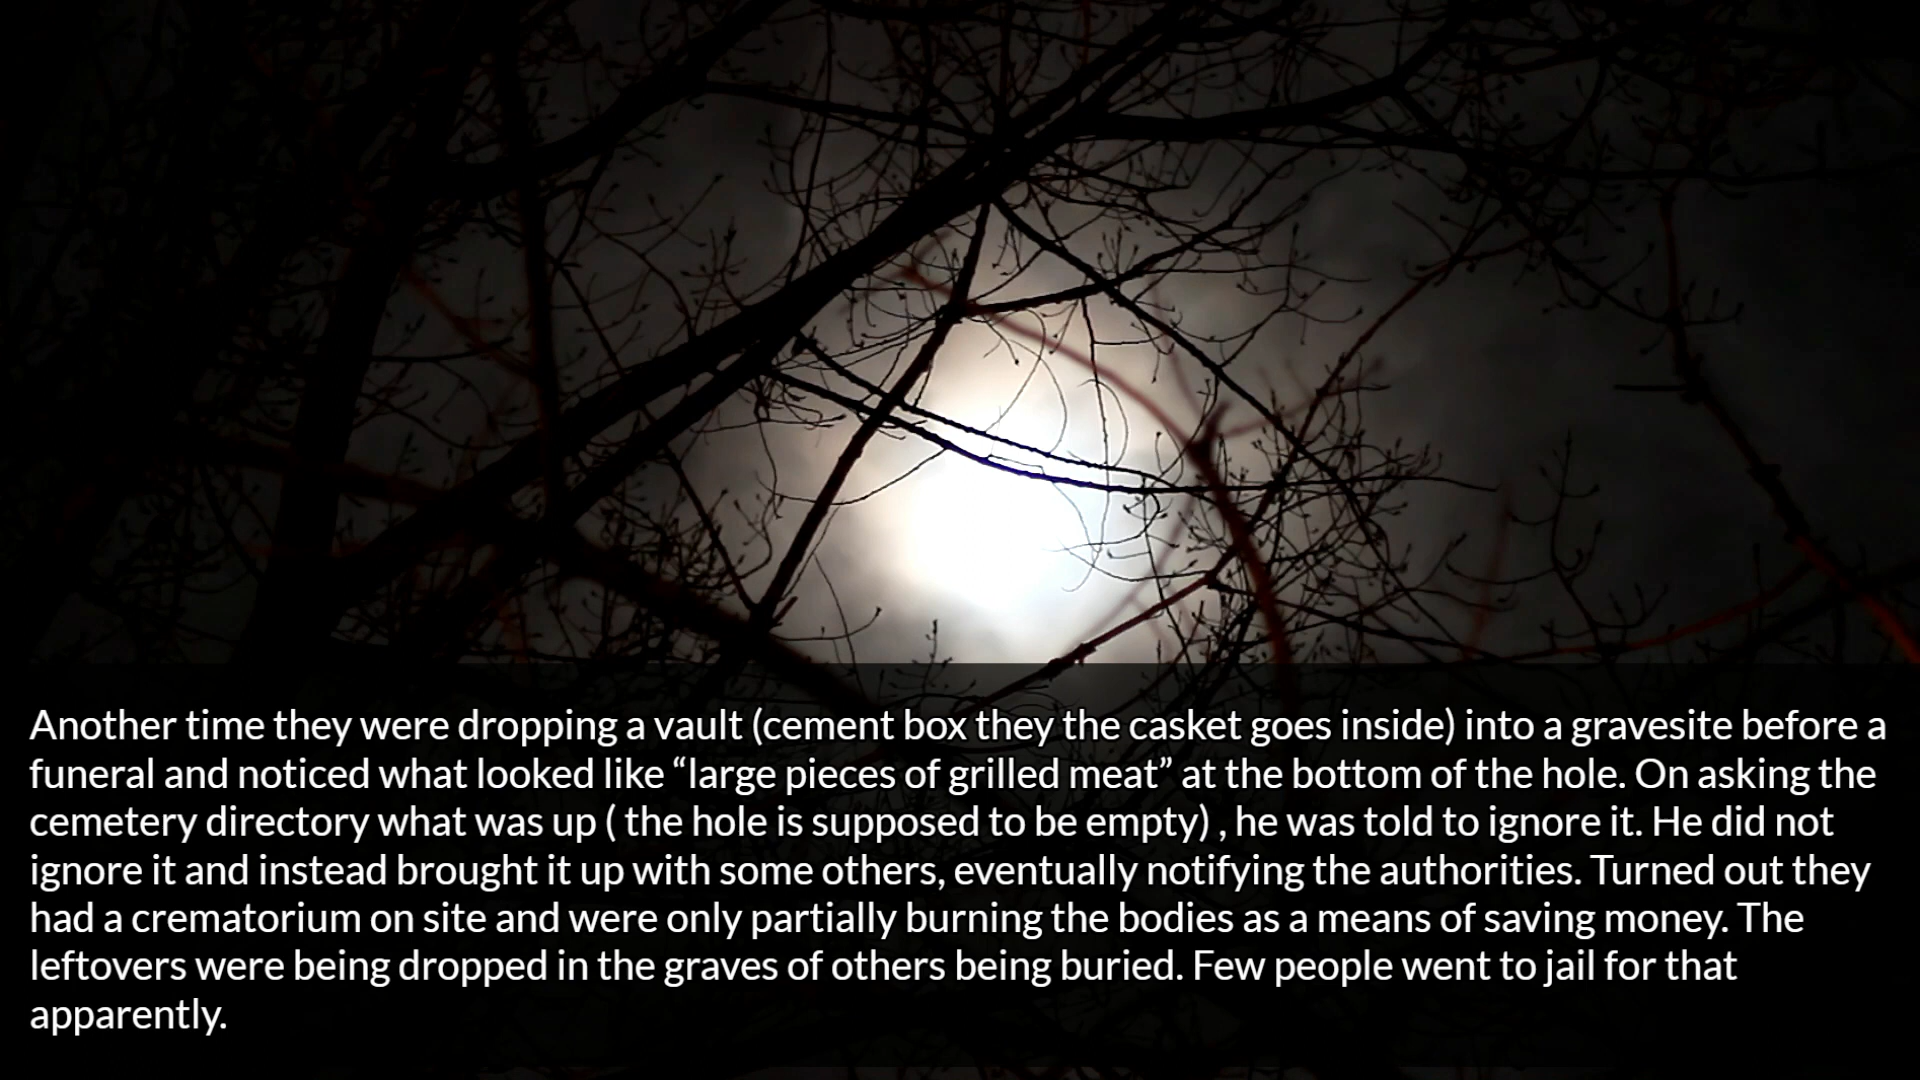 Another time they were dropping a vault (cement box they the casket goes inside) into a gravesite before a
funeral and noticed what looked like “large pieces of grilled meat” at the bottom of the hole. On asking the
cemetery directory what was up ( the hole is supposed to be empty) , he was told to ignore it. He did not
ignore it and instead brought it up with some others, eventually notifying the authorities. Turned out they
had a crematorium on site and were only partially burning the bodies as a means of saving money. The
leftovers were being dropped in the graves of others being buried. Few people went to jail for that
apparently.